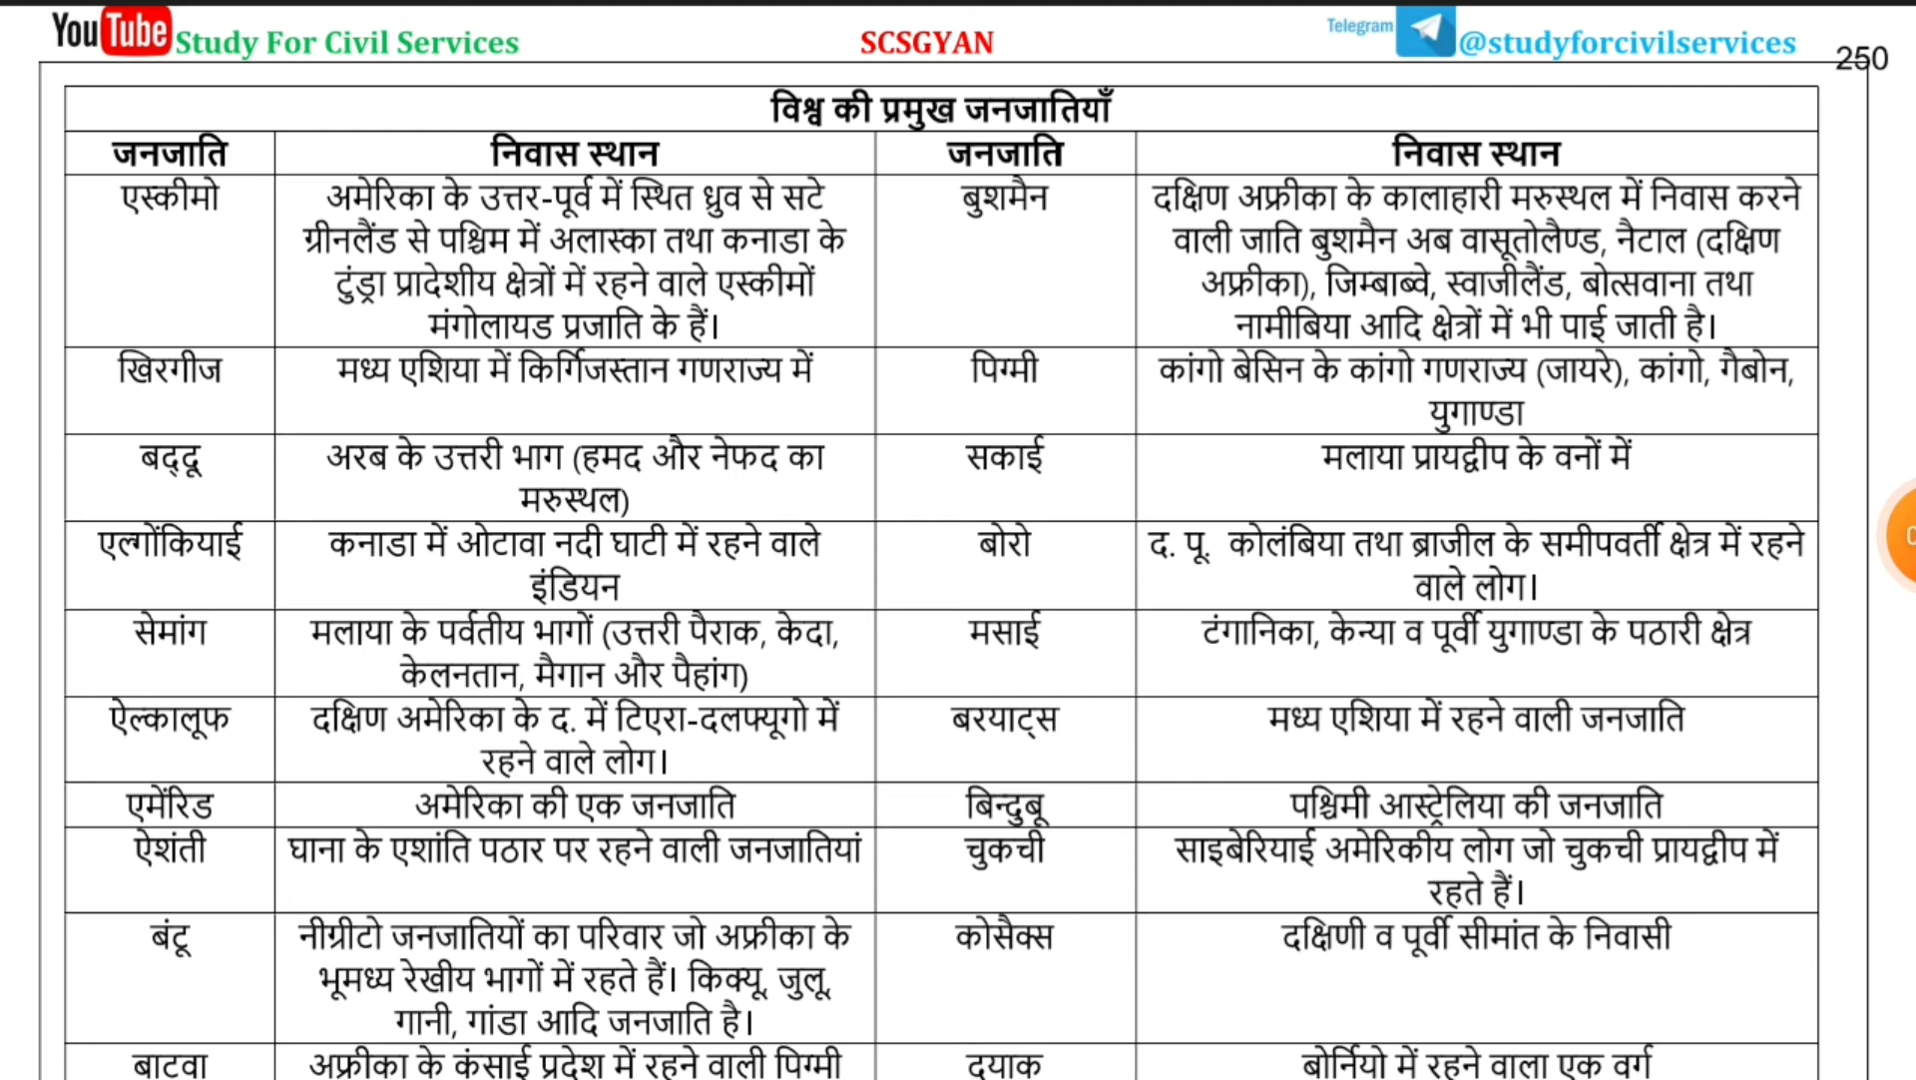 YouTube Study For Civil Services
SCSGYAN
Telegram @studyforcivilservices
250
विश्व की प्रमुख जनजातियाँ
जनजाति निवास स्थान जनजाति निवास स्थान
एस्कीमो
अमेरिका के उत्तर-पूर्व में स्थित ध्रुव से सटे
ग्रीनलैंड से पश्चिम में अलास्का तथा कनाडा के
टुंड्रा प्रादेशीय क्षेत्रों में रहने वाले एस्कीमों
मंगोलायड प्रजाति के हैं।
बुशमैन
दक्षिण अफ्रीका के कालाहारी मरुस्थल में निवास करने
वाली जाति बुशमैन अब वासूतोलैण्ड, नैटाल (दक्षिण
अफ्रीका), जिम्बाब्वे, स्वाजीलैंड, बोत्सवाना तथा
नामीबिया आदि क्षेत्रों में भी पाई जाती है।
खिरगीज
मध्य एशिया में किर्गिजस्तान गणराज्य में
पिग्मी
कांगो बेसिन के कांगो गणराज्य (जायरे), कांगो, गैबोन,
युगाण्डा
बद्दू
अरब के उत्तरी भाग (हमद और नेफद का
मरुस्थल)
सकाई
मलाया प्रायद्वीप के वनों में
एल्गोंकियाई
कनाडा में ओटावा नदी घाटी में रहने वाले
इंडियन
बोरो
द. पू. कोलंबिया तथा ब्राजील के समीपवर्ती क्षेत्र में रहने
वाले लोग।
सेमांग
मलाया के पर्वतीय भागों (उत्तरी पैराक, केदा,
केलनतान, मैगान और पैहांग)
मसाई
टंगानिका, केन्या व पूर्वी युगाण्डा के पठारी क्षेत्र
ऐल्कालूफ
दक्षिण अमेरिका के द. में टिएरा-दलफ्यूगो में
रहने वाले लोग।
बरयाट्स
मध्य एशिया में रहने वाली जनजाति
एमेंरिड
अमेरिका की एक जनजाति
बिन्दुबू
पश्चिमी आस्ट्रेलिया की जनजाति
ऐशंती
घाना के एशांति पठार पर रहने वाली जनजातियां
चुकची
साइबेरियाई अमेरिकीय लोग जो चुकची प्रायद्वीप में
रहते हैं।
बंटू
नीग्रीटो जनजातियों का परिवार जो अफ्रीका के
भूमध्य रेखीय भागों में रहते हैं। किक्यू, जुलू,
गानी, गांडा आदि जनजाति है।
कोसैक्स
दक्षिणी व पूर्वी सीमांत के निवासी
बाटवा
अफ्रीका के कंसाई प्रदेश में रहने वाली पिग्मी
दयाक
बोर्नियो में रहने वाला एक वर्ग